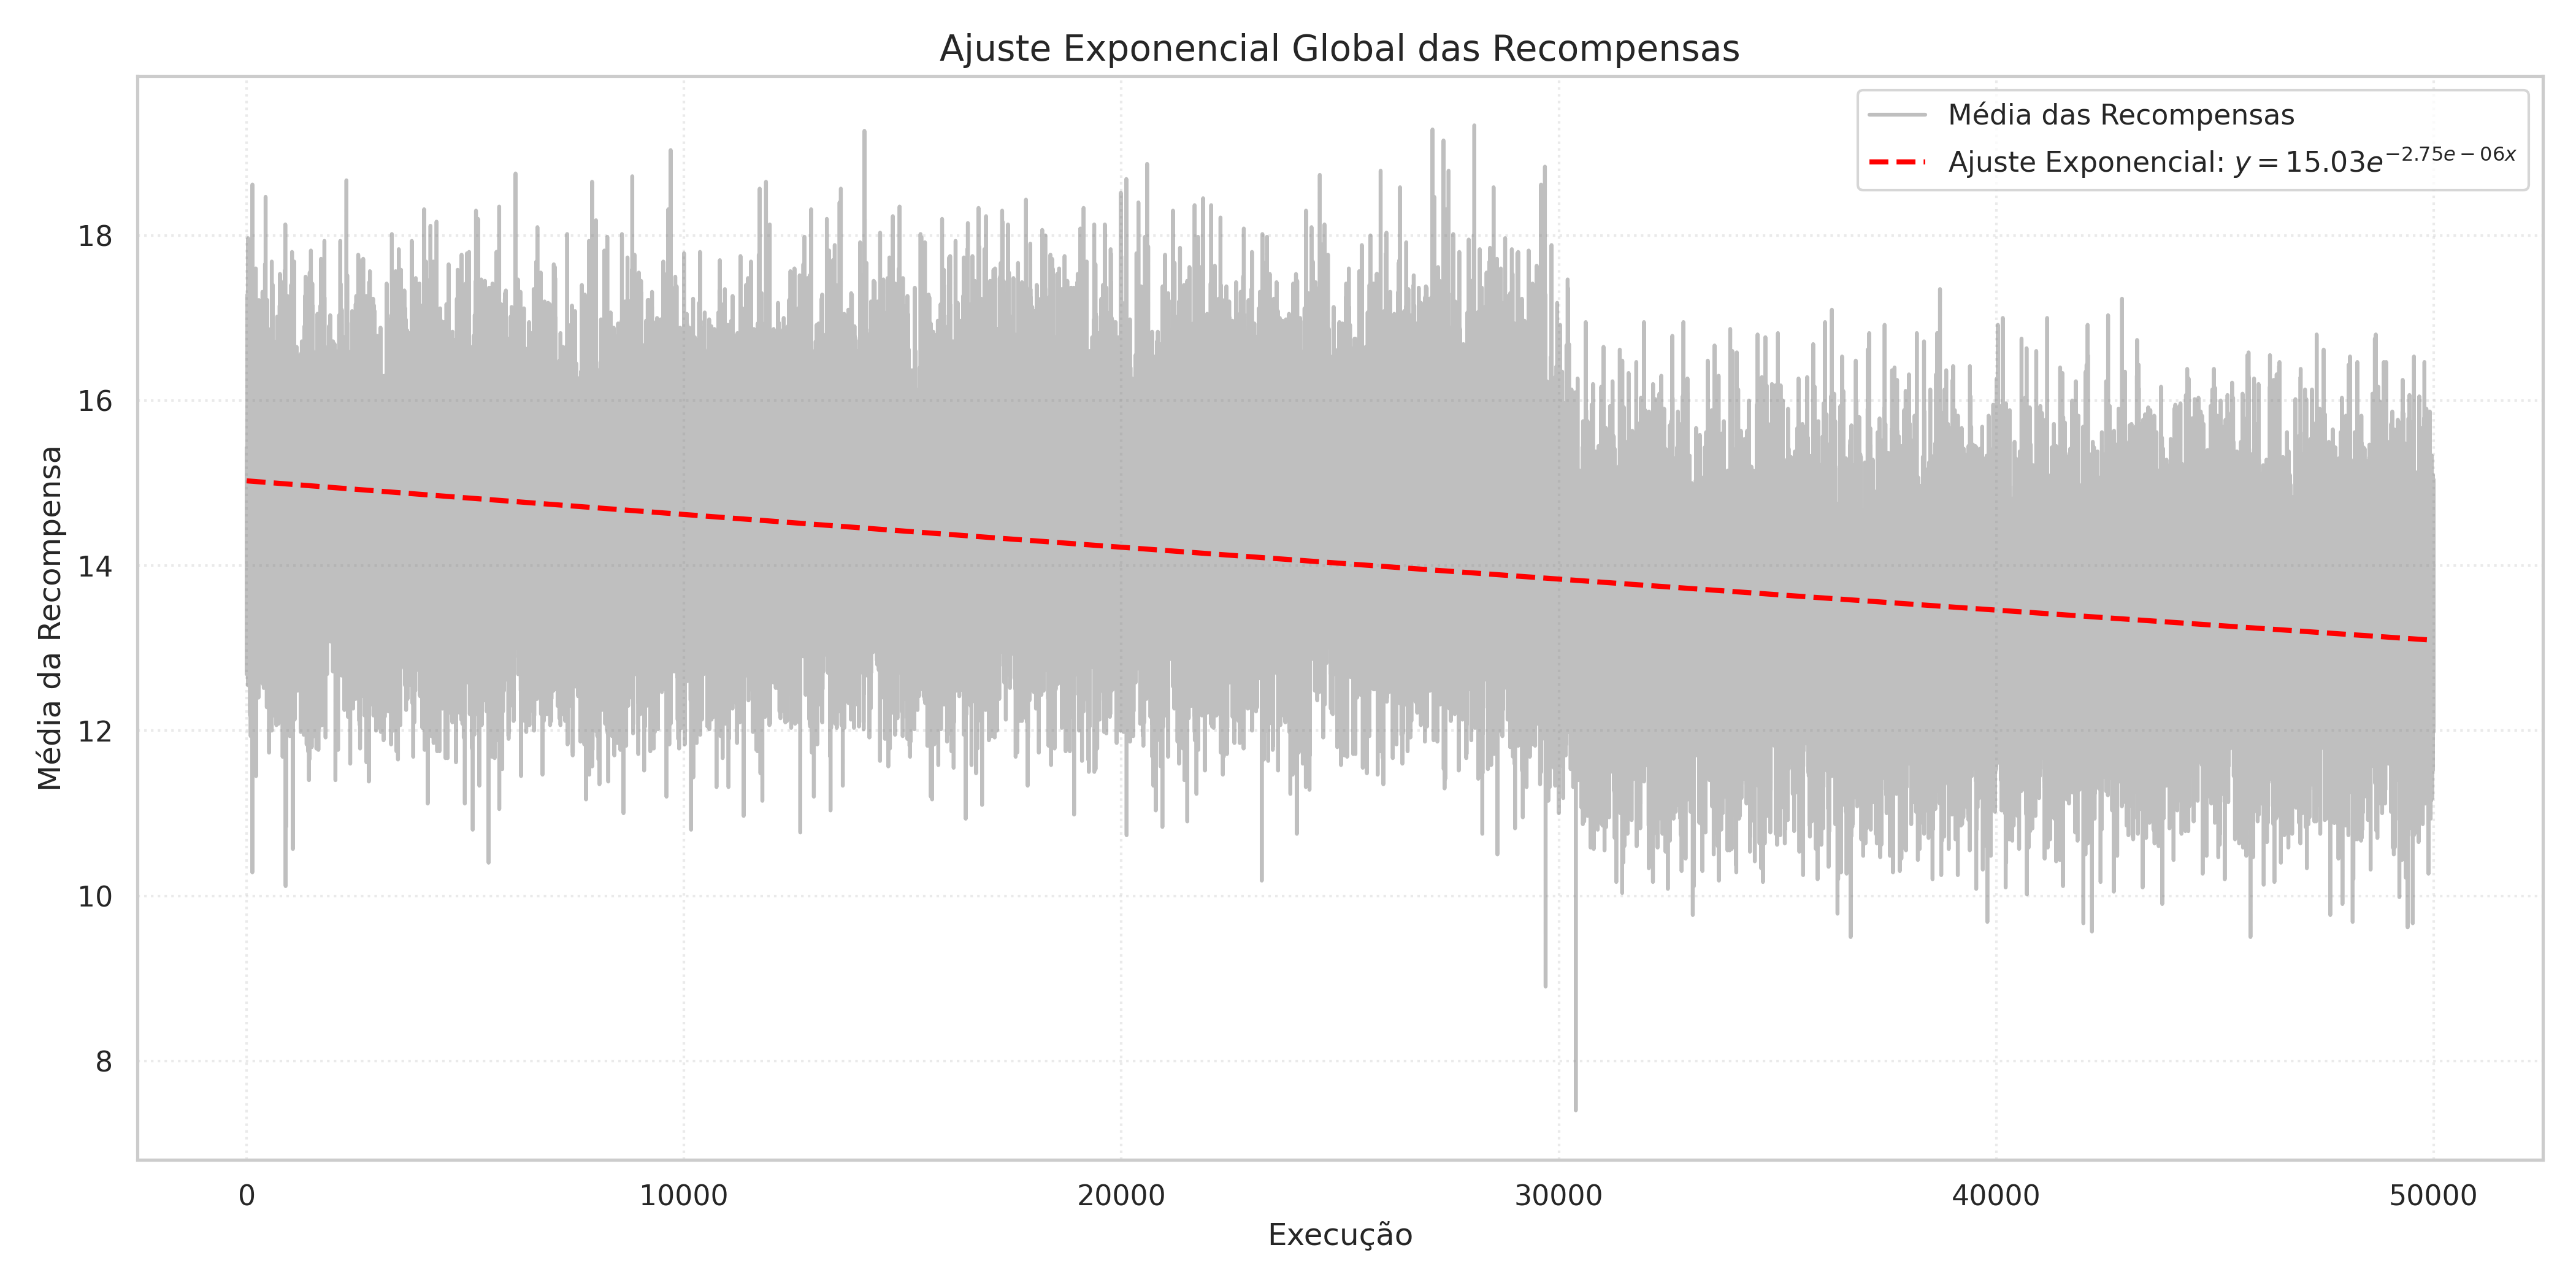 Ajuste Exponencial Global das Recompensas
Média das Recompensas
Ajuste Exponencial: y = 15.03e^{-2.75e-06x}
Média da Recompensa
18
16
14
12
10
8
0 10000 20000 30000 40000 50000
Execução